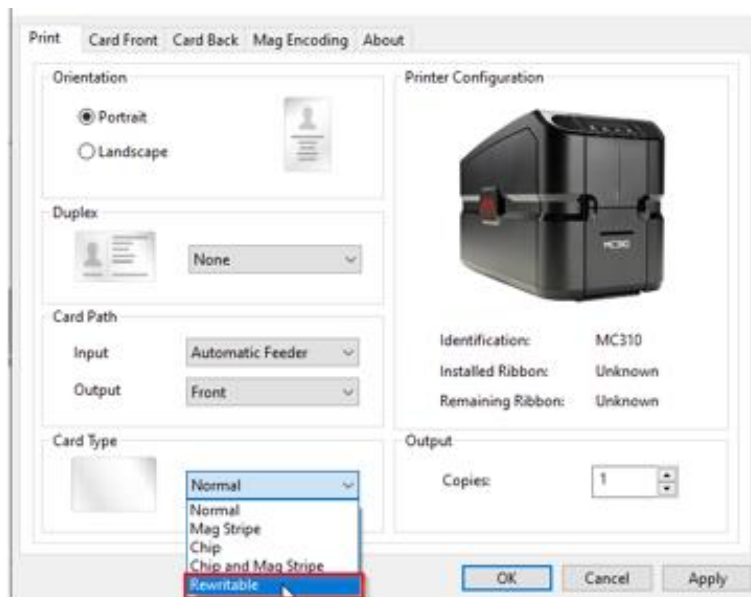 Print Card Front Card Back Mag Encoding About
Orientation
Portrait
Landscape
Duplex
None
Card Path
Input Automatic Feeder
Output Front
Card Type
Normal
Normal
Mag Stripe
Chip
Chip and Mag Stripe
Rewritable
Printer Configuration
MC310
Identification: MC310
Installed Ribbon: Unknown
Remaining Ribbon: Unknown
Output
Copies: 1
OK Cancel Apply